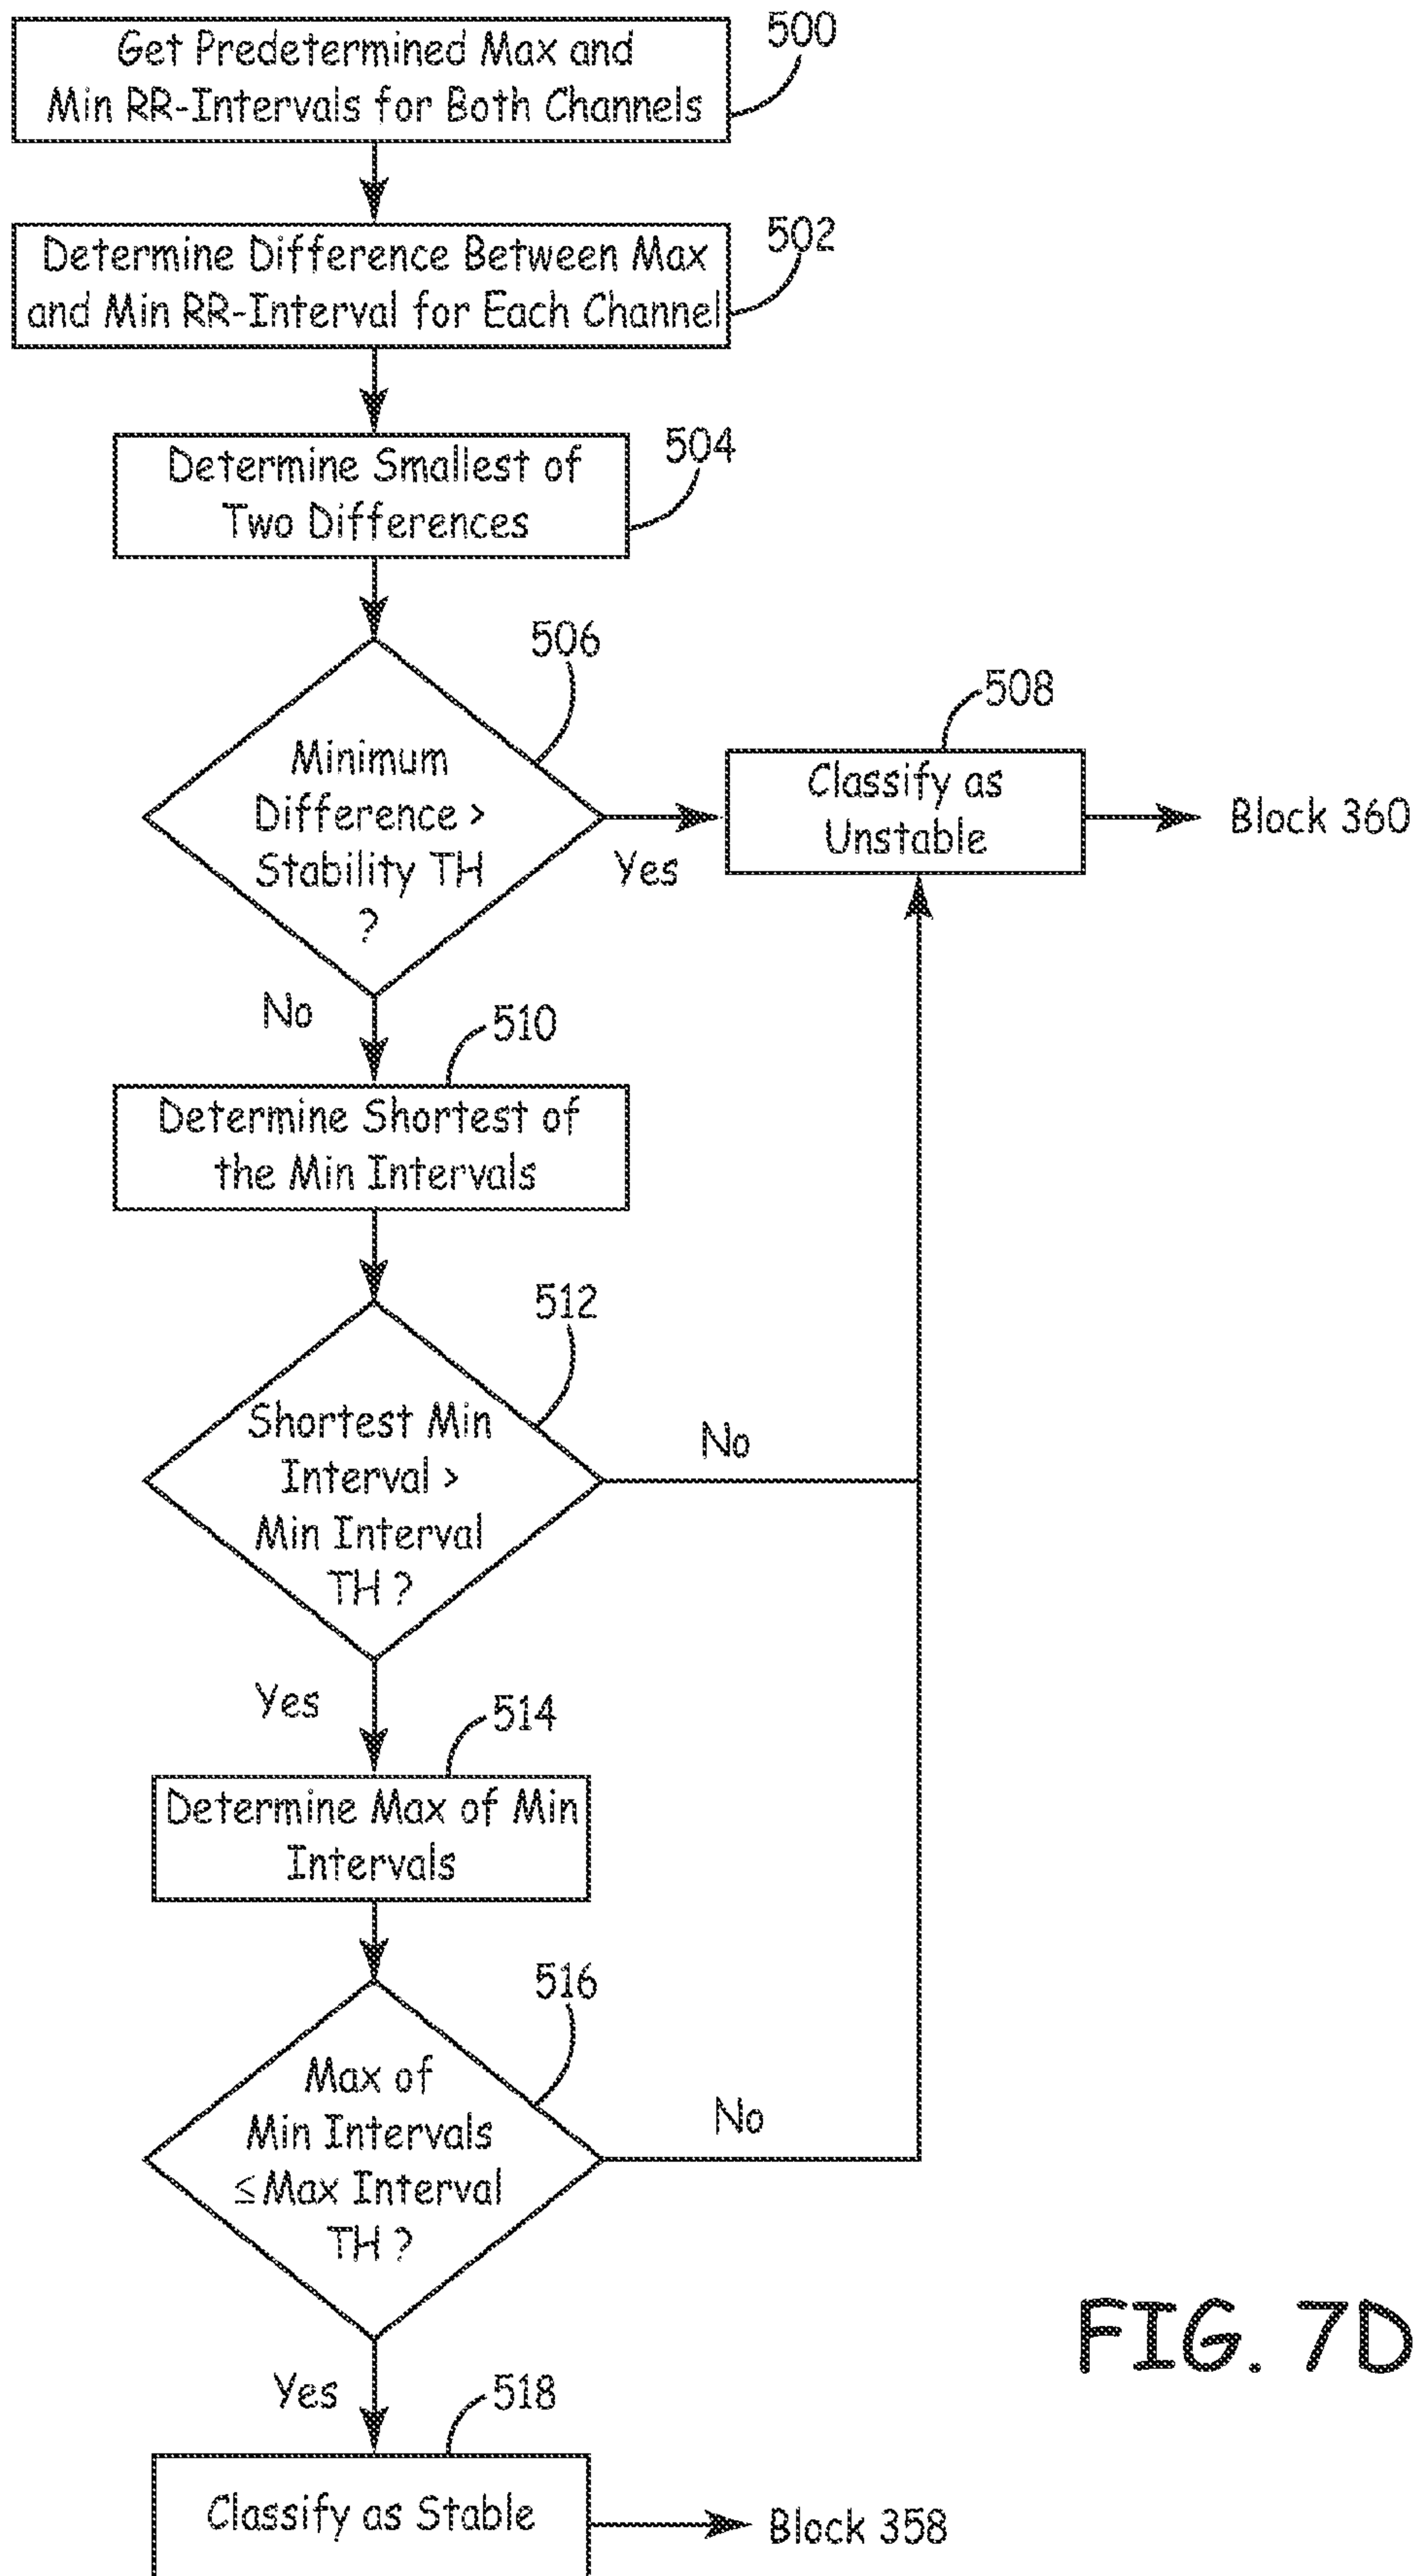 500
Get Predetermined Max and
Min RR-Intervals for Both Channels
502
Determine Difference Between Max
and Min RR-Interval for Each Channel
504
Determine Smallest of
Two Differences
506
Minimum
Difference >
Stability TH
?
Yes
508
Classify as
Unstable
Block 360
No
510
Determine Shortest of
the Min Intervals
512
Shortest Min
Interval >
Min Interval
TH ?
No
Yes
514
Determine Max of Min
Intervals
516
Max of
Min Intervals
≤Max Interval
TH ?
No
Yes
518
Classify as Stable
Block 358
FIG. 7D